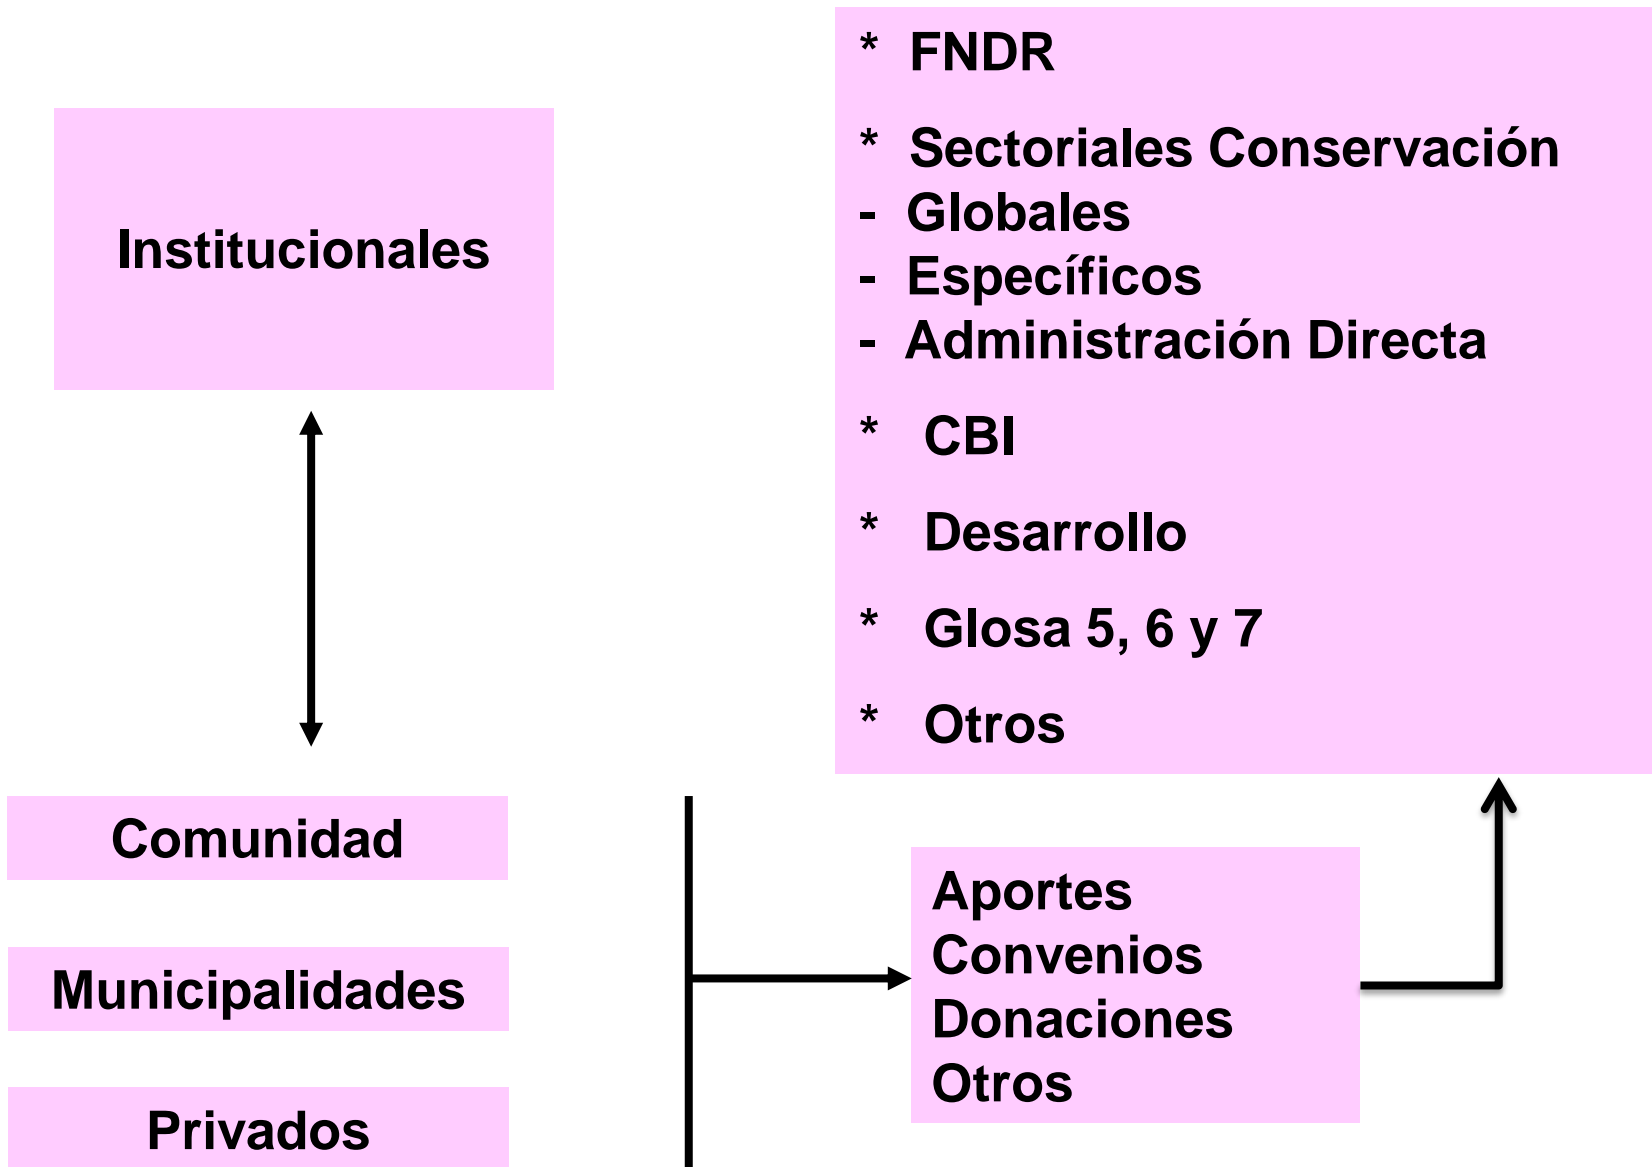 Institucionales
* FNDR
* Sectoriales Conservación
- Globales
- Específicos
- Administración Directa
* CBI
* Desarrollo
* Glosa 5, 6 y 7
* Otros
Comunidad
Municipalidades
Privados
Aportes
Convenios
Donaciones
Otros